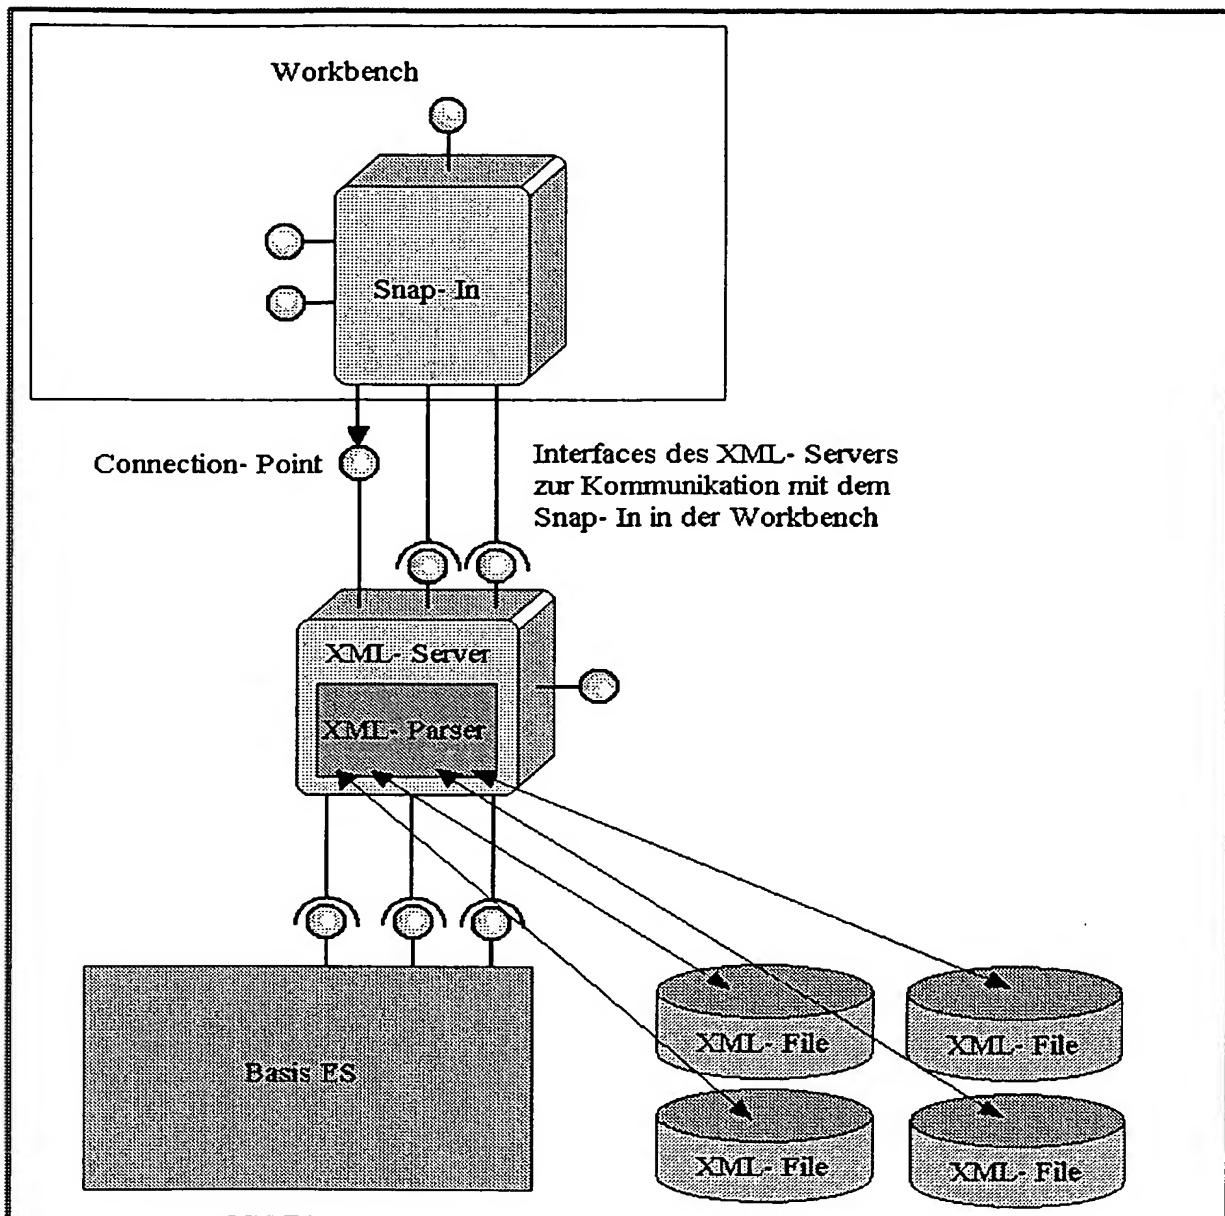 Workbench
Snap- In
Connection- Point
Interfaces des XML- Servers
zur Kommunikation mit dem
Snap- In in der Workbench
XML- Server
XML- Parser
Basis ES
XML- File
XML- File
XML- File
XML- File